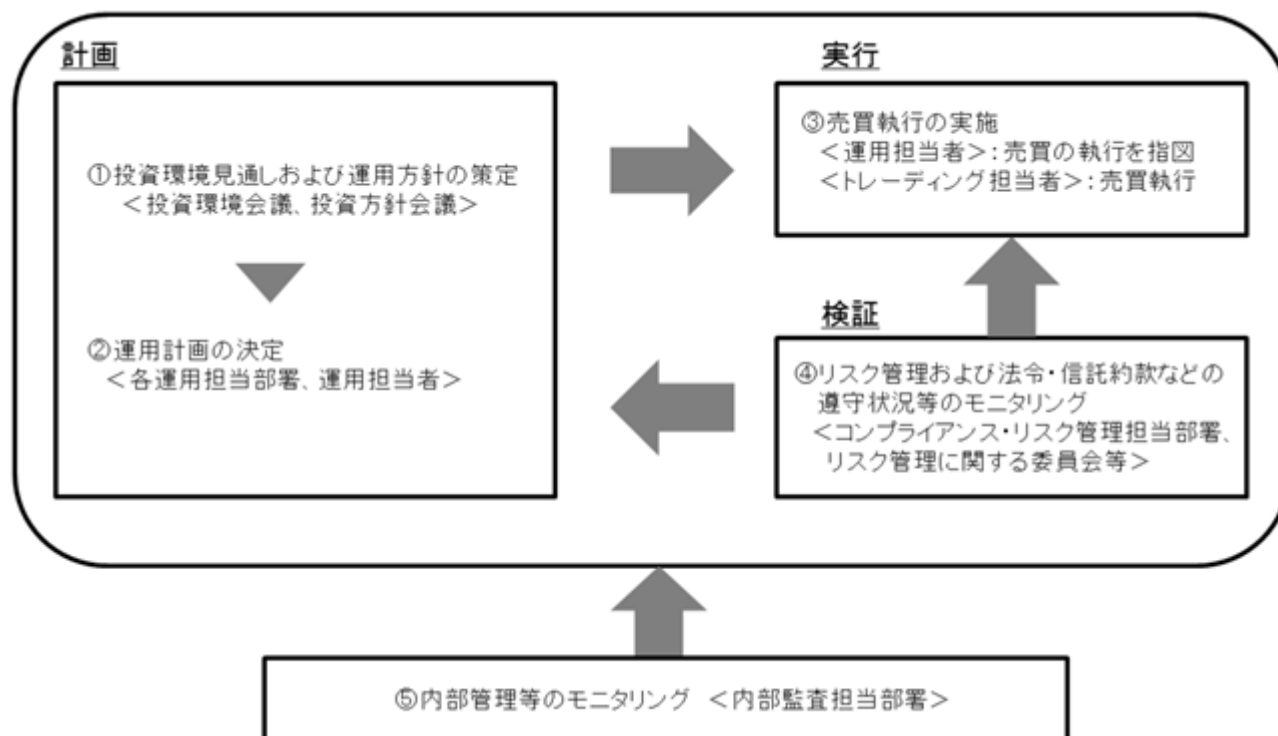 計画
①投資環境見通しおよび運用方針の策定
＜投資環境会議、投資方針会議＞
②運用計画の決定
＜各運用担当部署、運用担当者＞
実行
③売買執行の実施
＜運用担当者＞：売買の執行を指図
＜トレーディング担当者＞：売買執行
検証
④リスク管理および法令・信託約款などの
遵守状況等のモニタリング
＜コンプライアンス・リスク管理担当部署、
リスク管理に関する委員会等＞
⑤内部管理等のモニタリング ＜内部監査担当部署＞